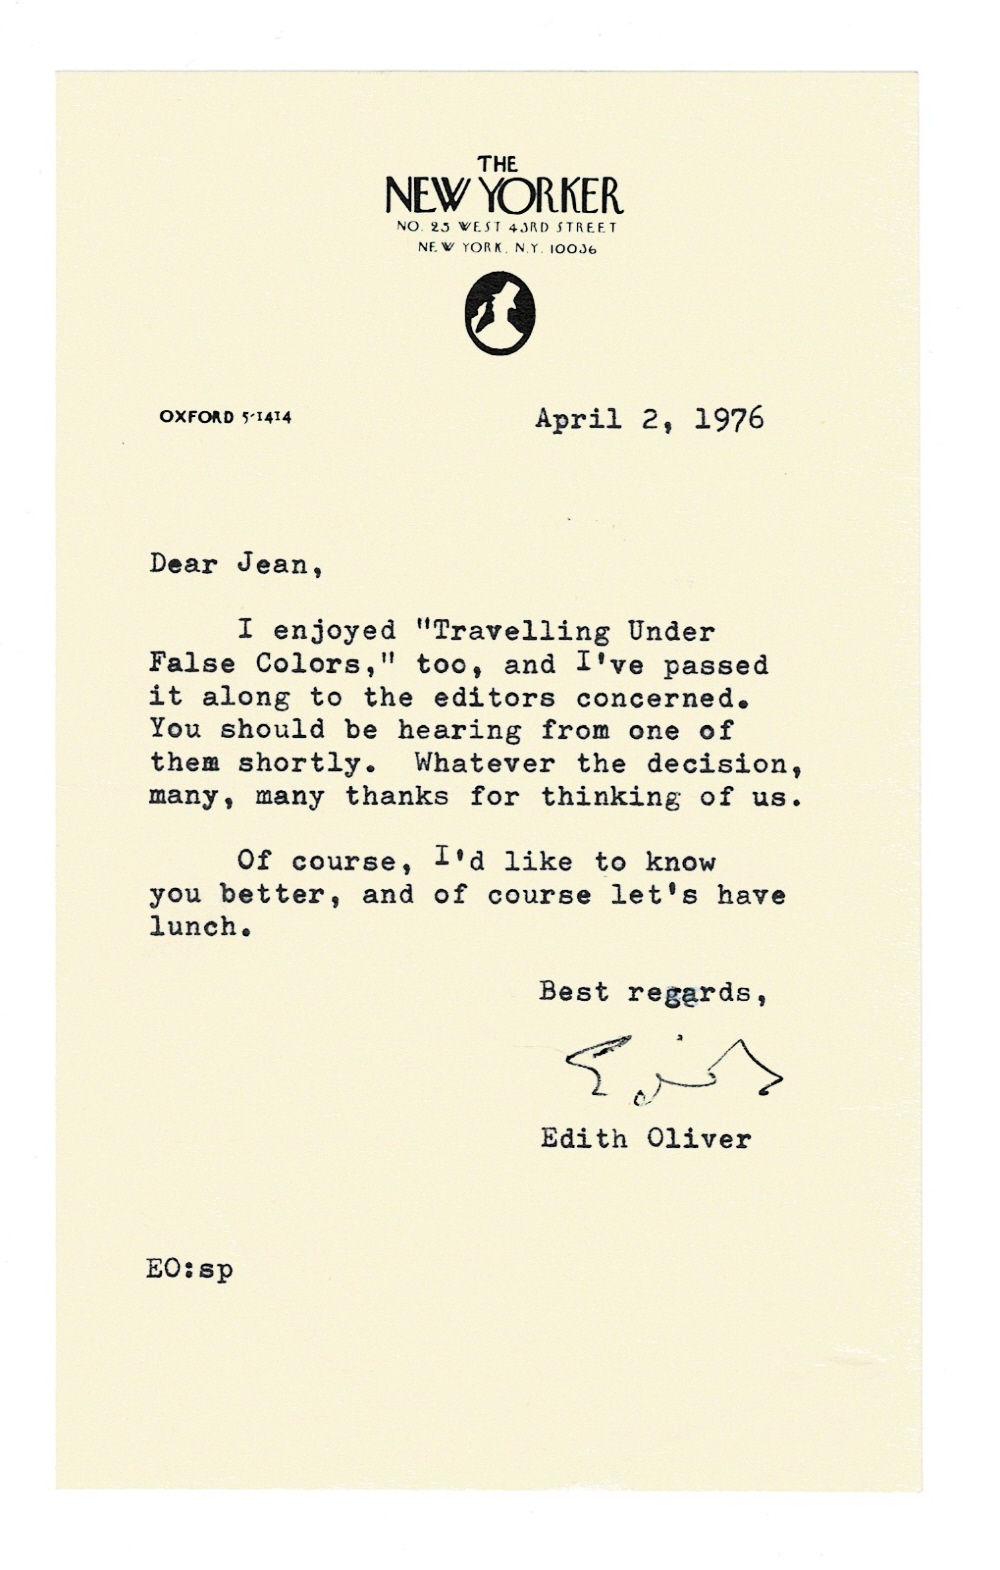 THE
NEW YORKER
NO. 25 WEST 43RD STREET
NEW YORK, N.Y. 10036
OXFORD 5-1414
April 2, 1976
Dear Jean,
I enjoyed "Travelling Under
False Colors," too, and I've passed
it along to the editors concerned.
You should be hearing from one of
them shortly. Whatever the decision,
many, many thanks for thinking of us.
Of course, I'd like to know
you better, and of course let's have
lunch.
Best regards,
Edith
Edith Oliver
EO:sp